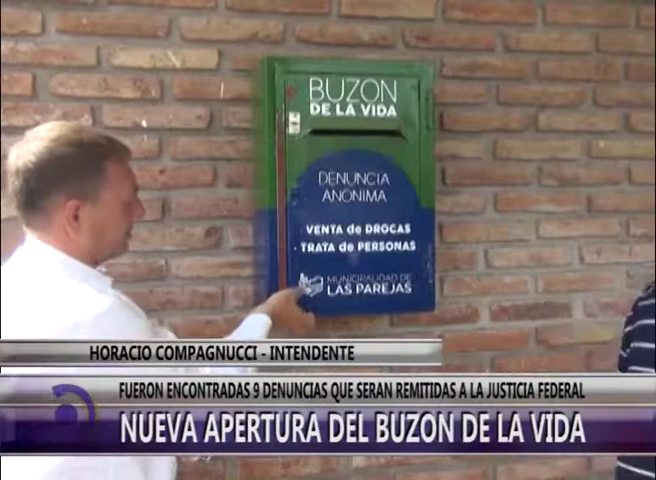 BUZON
DE LA VIDA
DENUNCIA
ANONIMA
VENTA de DROGAS
TRATA de PERSONAS
MUNICIPALIDAD DE
LAS PAREJAS
HORACIO COMPAGNUCCI - INTENDENTE
FUERON ENCONTRADAS 9 DENUNCIAS QUE SERAN REMITIDAS A LA JUSTICIA FEDERAL
NUEVA APERTURA DEL BUZON DE LA VIDA